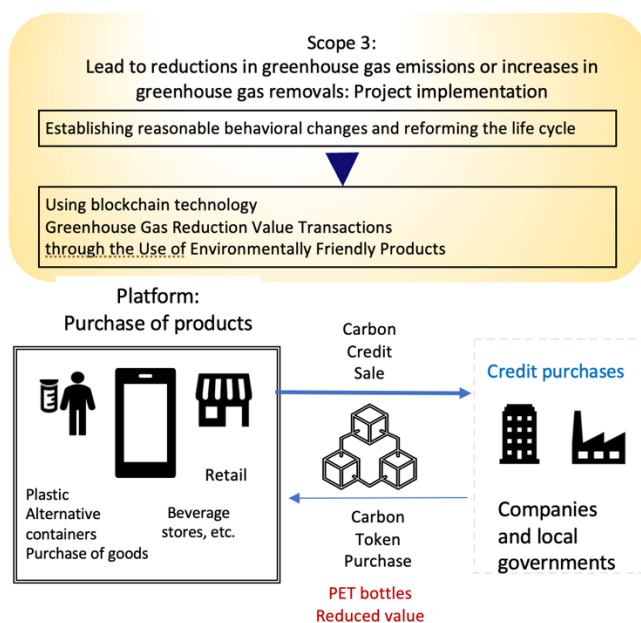 Scope 3:
Lead to reductions in greenhouse gas emissions or increases in
greenhouse gas removals: Project implementation
Establishing reasonable behavioral changes and reforming the life cycle
Using blockchain technology
Greenhouse Gas Reduction Value Transactions
through the Use of Environmentally Friendly Products
Platform:
Purchase of products
Retail
Plastic
Alternative
containers
Purchase of goods
Beverage
stores, etc.
Carbon
Credit
Sale
Carbon
Token
Purchase
PET bottles
Reduced value
Credit purchases
Companies
and local
governments